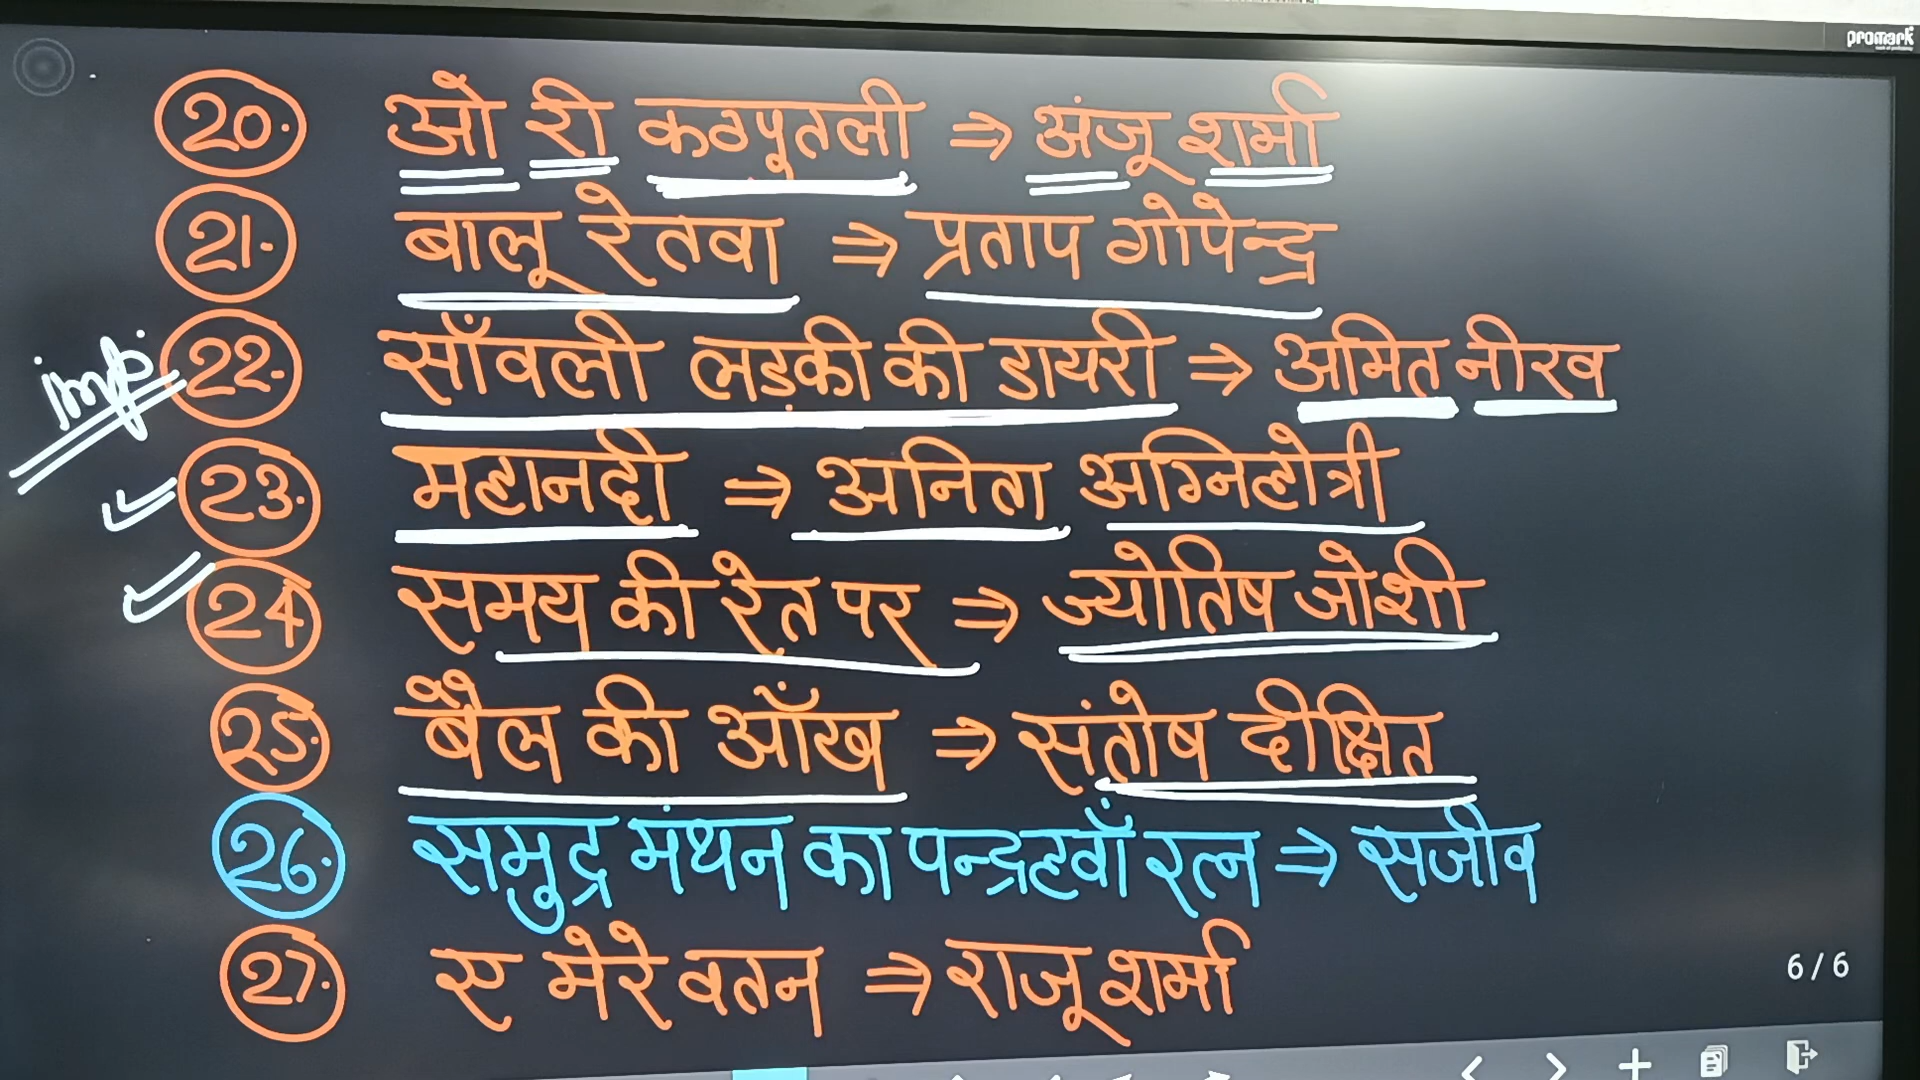 promark
20. ओ री कठपुतली ⇒ अंजू शर्मा
21. बालू रेतवा ⇒ प्रताप गोपेन्द्र
imp. 22. साँवली लड़की की डायरी ⇒ अमित नीरव
23. महानदी ⇒ अनिता अग्निहोत्री
24 समय की रेत पर ⇒ ज्योतिष जोशी
25. बैल की आँख ⇒ संतोष दीक्षित
26. समुद्र मंथन का पन्द्रहवाँ रत्न ⇒ संजीव
27. ए मेरे वतन ⇒ राजू शर्मा
6/6